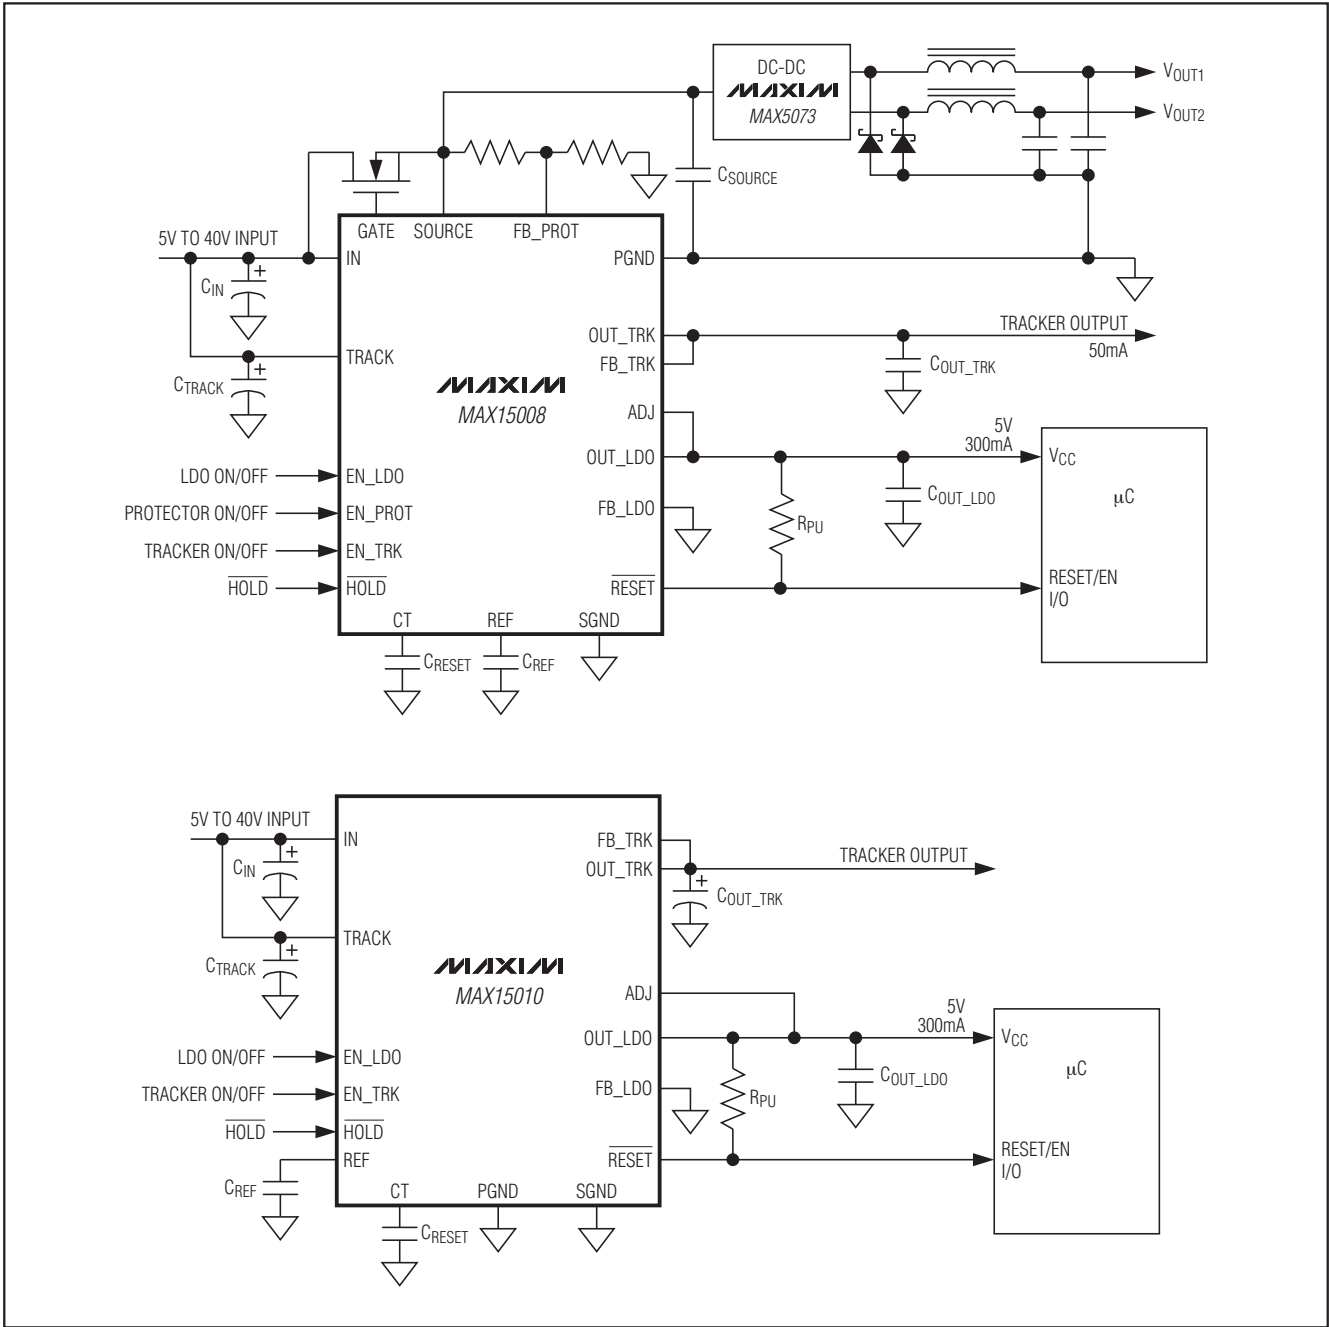 DC-DC
MAXIM
MAX5073
VOUT1
VOUT2
CSOURCE
GATE SOURCE FB_PROT
5V TO 40V INPUT
IN
PGND
CIN
OUT_TRK
TRACKER OUTPUT
50mA
TRACK
FB_TRK
COUT_TRK
CTRACK
MAXIM
MAX15008
ADJ
5V
300mA
OUT_LDO
VCC
LDO ON/OFF
EN_LDO
COUT_LDO
µC
PROTECTOR ON/OFF
EN_PROT
FB_LDO
RPU
TRACKER ON/OFF
EN_TRK
HOLD
HOLD
RESET
RESET/EN
I/O
CT REF SGND
CRESET
CREF
5V TO 40V INPUT
IN
FB_TRK
CIN
OUT_TRK
TRACKER OUTPUT
COUT_TRK
TRACK
CTRACK
MAXIM
MAX15010
ADJ
5V
300mA
OUT_LDO
VCC
LDO ON/OFF
EN_LDO
COUT_LDO
µC
TRACKER ON/OFF
EN_TRK
FB_LDO
RPU
HOLD
HOLD
REF
RESET
RESET/EN
I/O
CREF
CT PGND SGND
CRESET